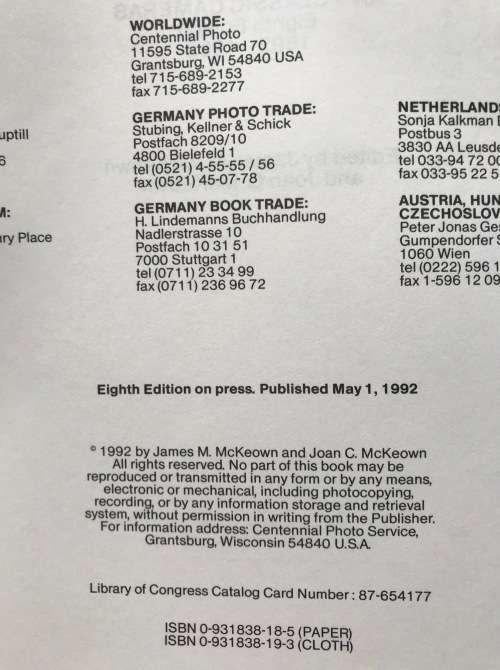 WORLDWIDE:
Centennial Photo
11595 State Road 70
Grantsburg, WI 54840 USA
tel 715-689-2153
fax 715-689-2277
GERMANY PHOTO TRADE:
Stubing, Kellner & Schick
Postfach 8209/10
4800 Bielefeld 1
tel (0521) 4-55-55 / 56
fax (0521) 45-07-78
GERMANY BOOK TRADE:
H. Lindemanns Buchhandlung
Nadlerstrasse 10
Postfach 10 31 51
7000 Stuttgart 1
tel (0711) 23 34 99
fax (0711) 236 96 72
uptill
6
M:
ury Place
NETHERLANDS
Sonja Kalkman
Postbus 3
3830 AA Leusde
tel 033-94 72 00
fax 033-95 22 5
AUSTRIA, HUN
CZECHOSLOV
Peter Jonas Ges
Gumpendorfer S
1060 Wien
tel (0222) 596 1
fax 1-596 12 09
Eighth Edition on press. Published May 1, 1992
© 1992 by James M. McKeown and Joan C. McKeown
All rights reserved. No part of this book may be
reproduced or transmitted in any form or by any means,
electronic or mechanical, including photocopying,
recording, or by any information storage and retrieval
system, without permission in writing from the Publisher.
For information address: Centennial Photo Service,
Grantsburg, Wisconsin 54840 U.S.A.
Library of Congress Catalog Card Number : 87-654177
ISBN 0-931838-18-5 (PAPER)
ISBN 0-931838-19-3 (CLOTH)